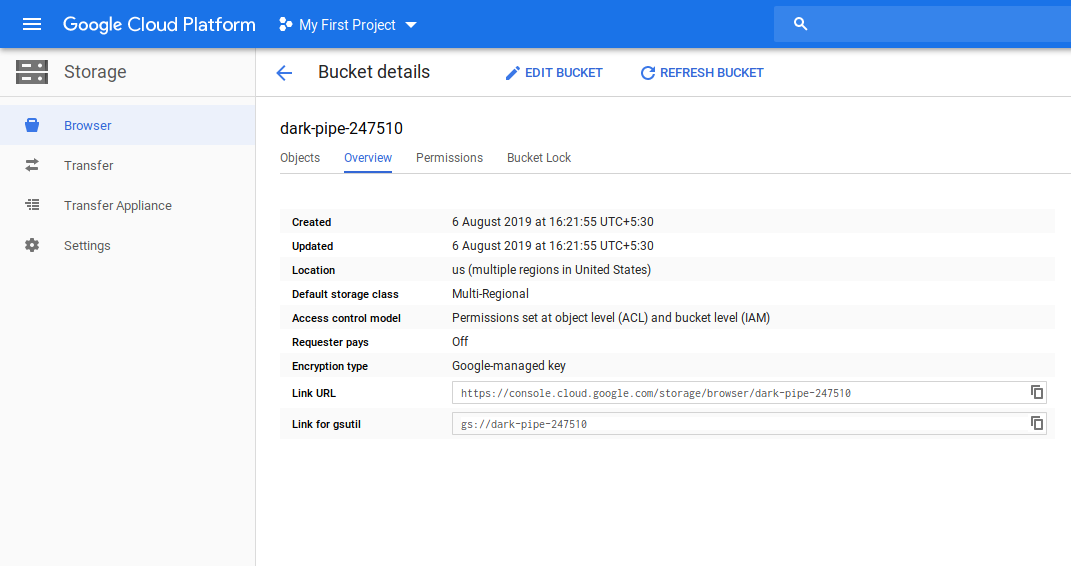 Google Cloud Platform My First Project
Storage
Bucket details EDIT BUCKET REFRESH BUCKET
Browser
Transfer
Transfer Appliance
Settings
dark-pipe-247510
Objects Overview Permissions Bucket Lock
Created 6 August 2019 at 16:21:55 UTC+5:30
Updated 6 August 2019 at 16:21:55 UTC+5:30
Location us (multiple regions in United States)
Default storage class Multi-Regional
Access control model Permissions set at object level (ACL) and bucket level (IAM)
Requester pays Off
Encryption type Google-managed key
Link URL https://console.cloud.google.com/storage/browser/dark-pipe-247510
Link for gsutil gs://dark-pipe-247510